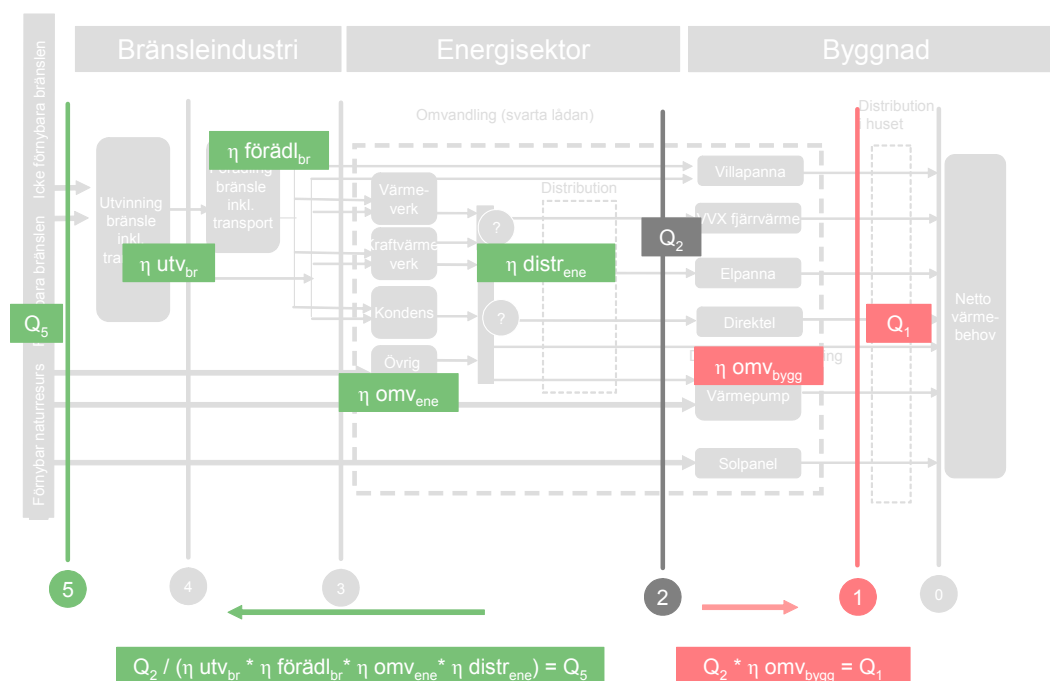 Bränsleindustri
Energisektor
Byggnad
Icke förnybara bränslen
bara bränslen
Förnybar naturresurs
Omvandling (svarta lådan)
Distribution
i huset
η förädl_br
bränsle
inkl.
transport
Utvinning
bränsle
inkl.
η utv_br
Värme-
verk
Kraftvärme
verk
Kondens
Övrig
Distribution
?
?
η distr_ene
η omv_ene
Q_2
Villapanna
VVX fjärrvärme
Elpanna
Direktel
η omv_bygg
Värmepump
Solpanel
Q_1
Netto
värme-
behov
Q_5
5
4
3
2
1
0
Q_2 / (η utv_br * η förädl_br * η omv_ene * η distr_ene) = Q_5
Q_2 * η omv_bygg = Q_1